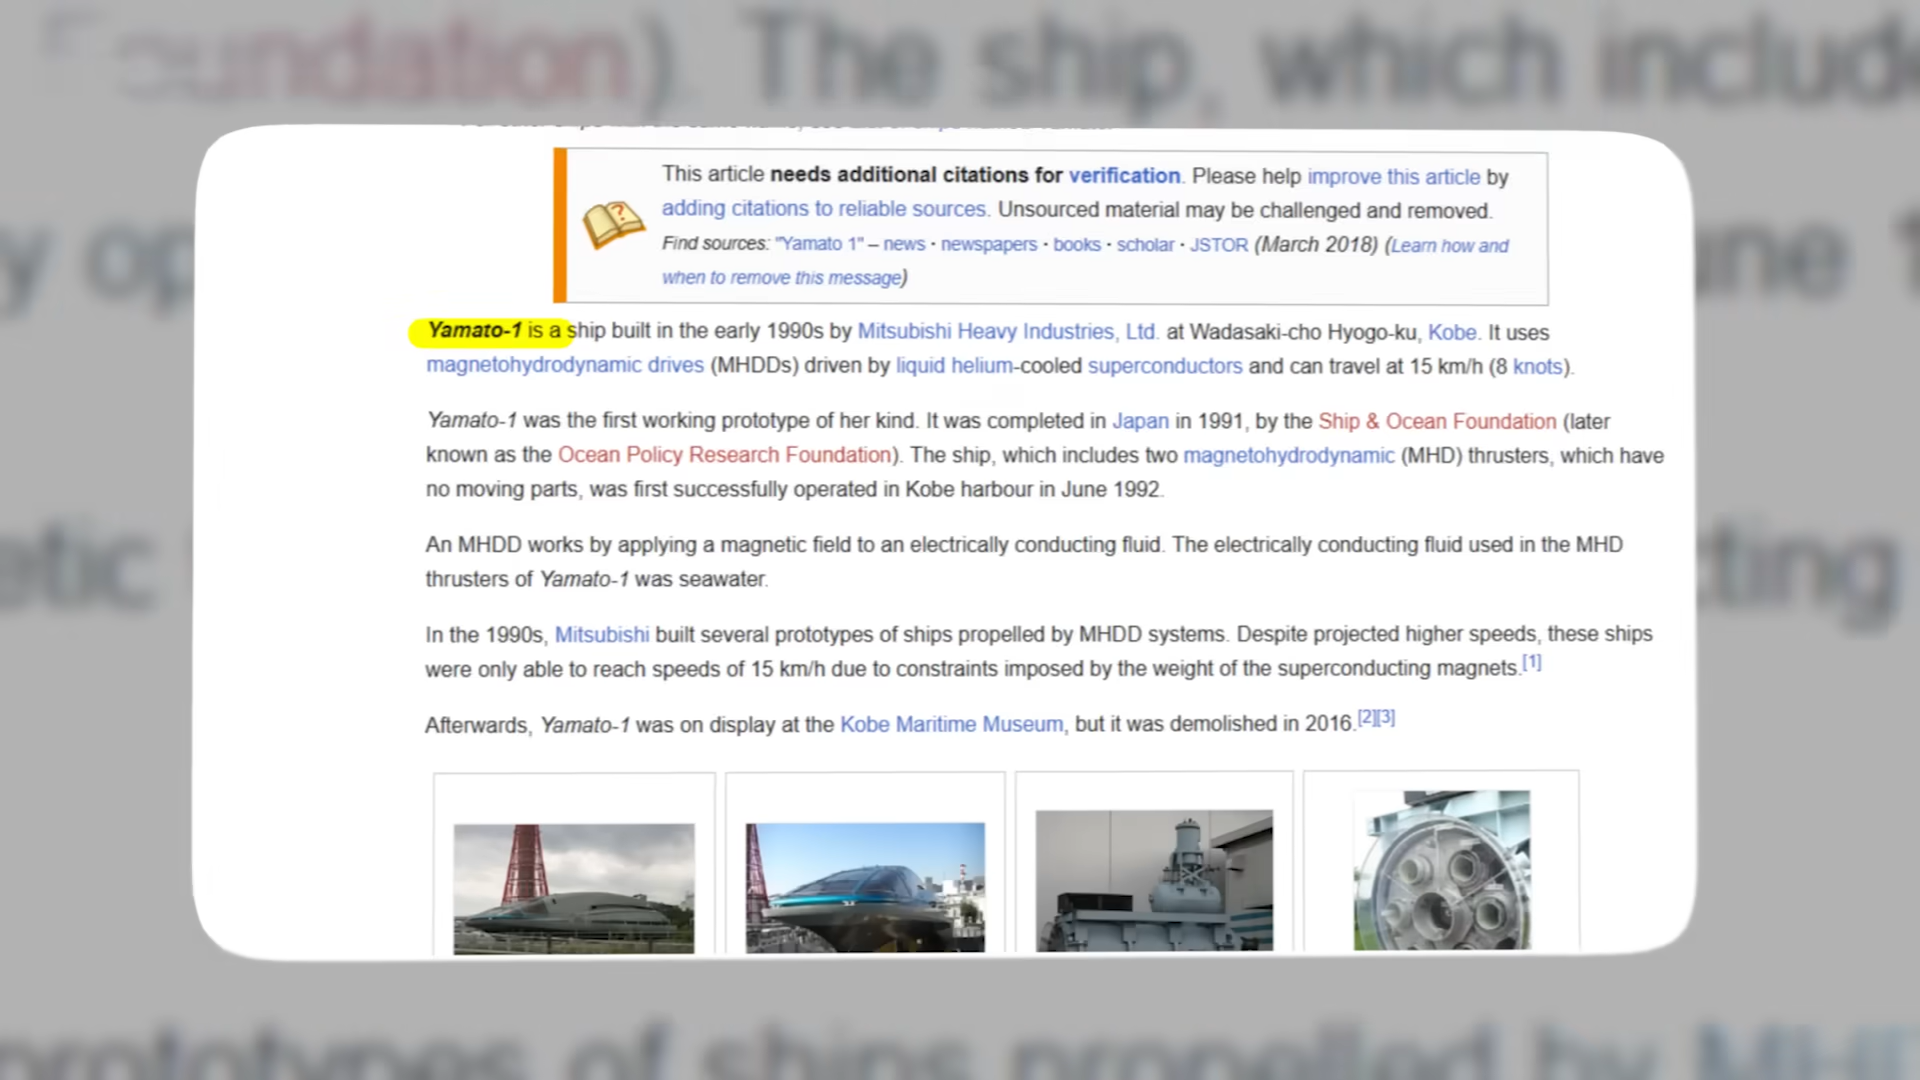 Foundation). The ship, which include
This article needs additional citations for verification. Please help improve this article by
adding citations to reliable sources. Unsourced material may be challenged and removed.
Find sources: "Yamato 1" – news · newspapers · books · scholar · JSTOR (March 2018) (Learn how and
when to remove this message)
Yamato-1 is a ship built in the early 1990s by Mitsubishi Heavy Industries, Ltd. at Wadasaki-cho Hyogo-ku, Kobe. It uses
magnetohydrodynamic drives (MHDDs) driven by liquid helium-cooled superconductors and can travel at 15 km/h (8 knots).
Yamato-1 was the first working prototype of her kind. It was completed in Japan in 1991, by the Ship & Ocean Foundation (later
known as the Ocean Policy Research Foundation). The ship, which includes two magnetohydrodynamic (MHD) thrusters, which have
no moving parts, was first successfully operated in Kobe harbour in June 1992.
An MHDD works by applying a magnetic field to an electrically conducting fluid. The electrically conducting fluid used in the MHD
thrusters of Yamato-1 was seawater.
In the 1990s, Mitsubishi built several prototypes of ships propelled by MHDD systems. Despite projected higher speeds, these ships
were only able to reach speeds of 15 km/h due to constraints imposed by the weight of the superconducting magnets.[1]
Afterwards, Yamato-1 was on display at the Kobe Maritime Museum, but it was demolished in 2016.[2][3]
prototypes of ships propelled by MHD